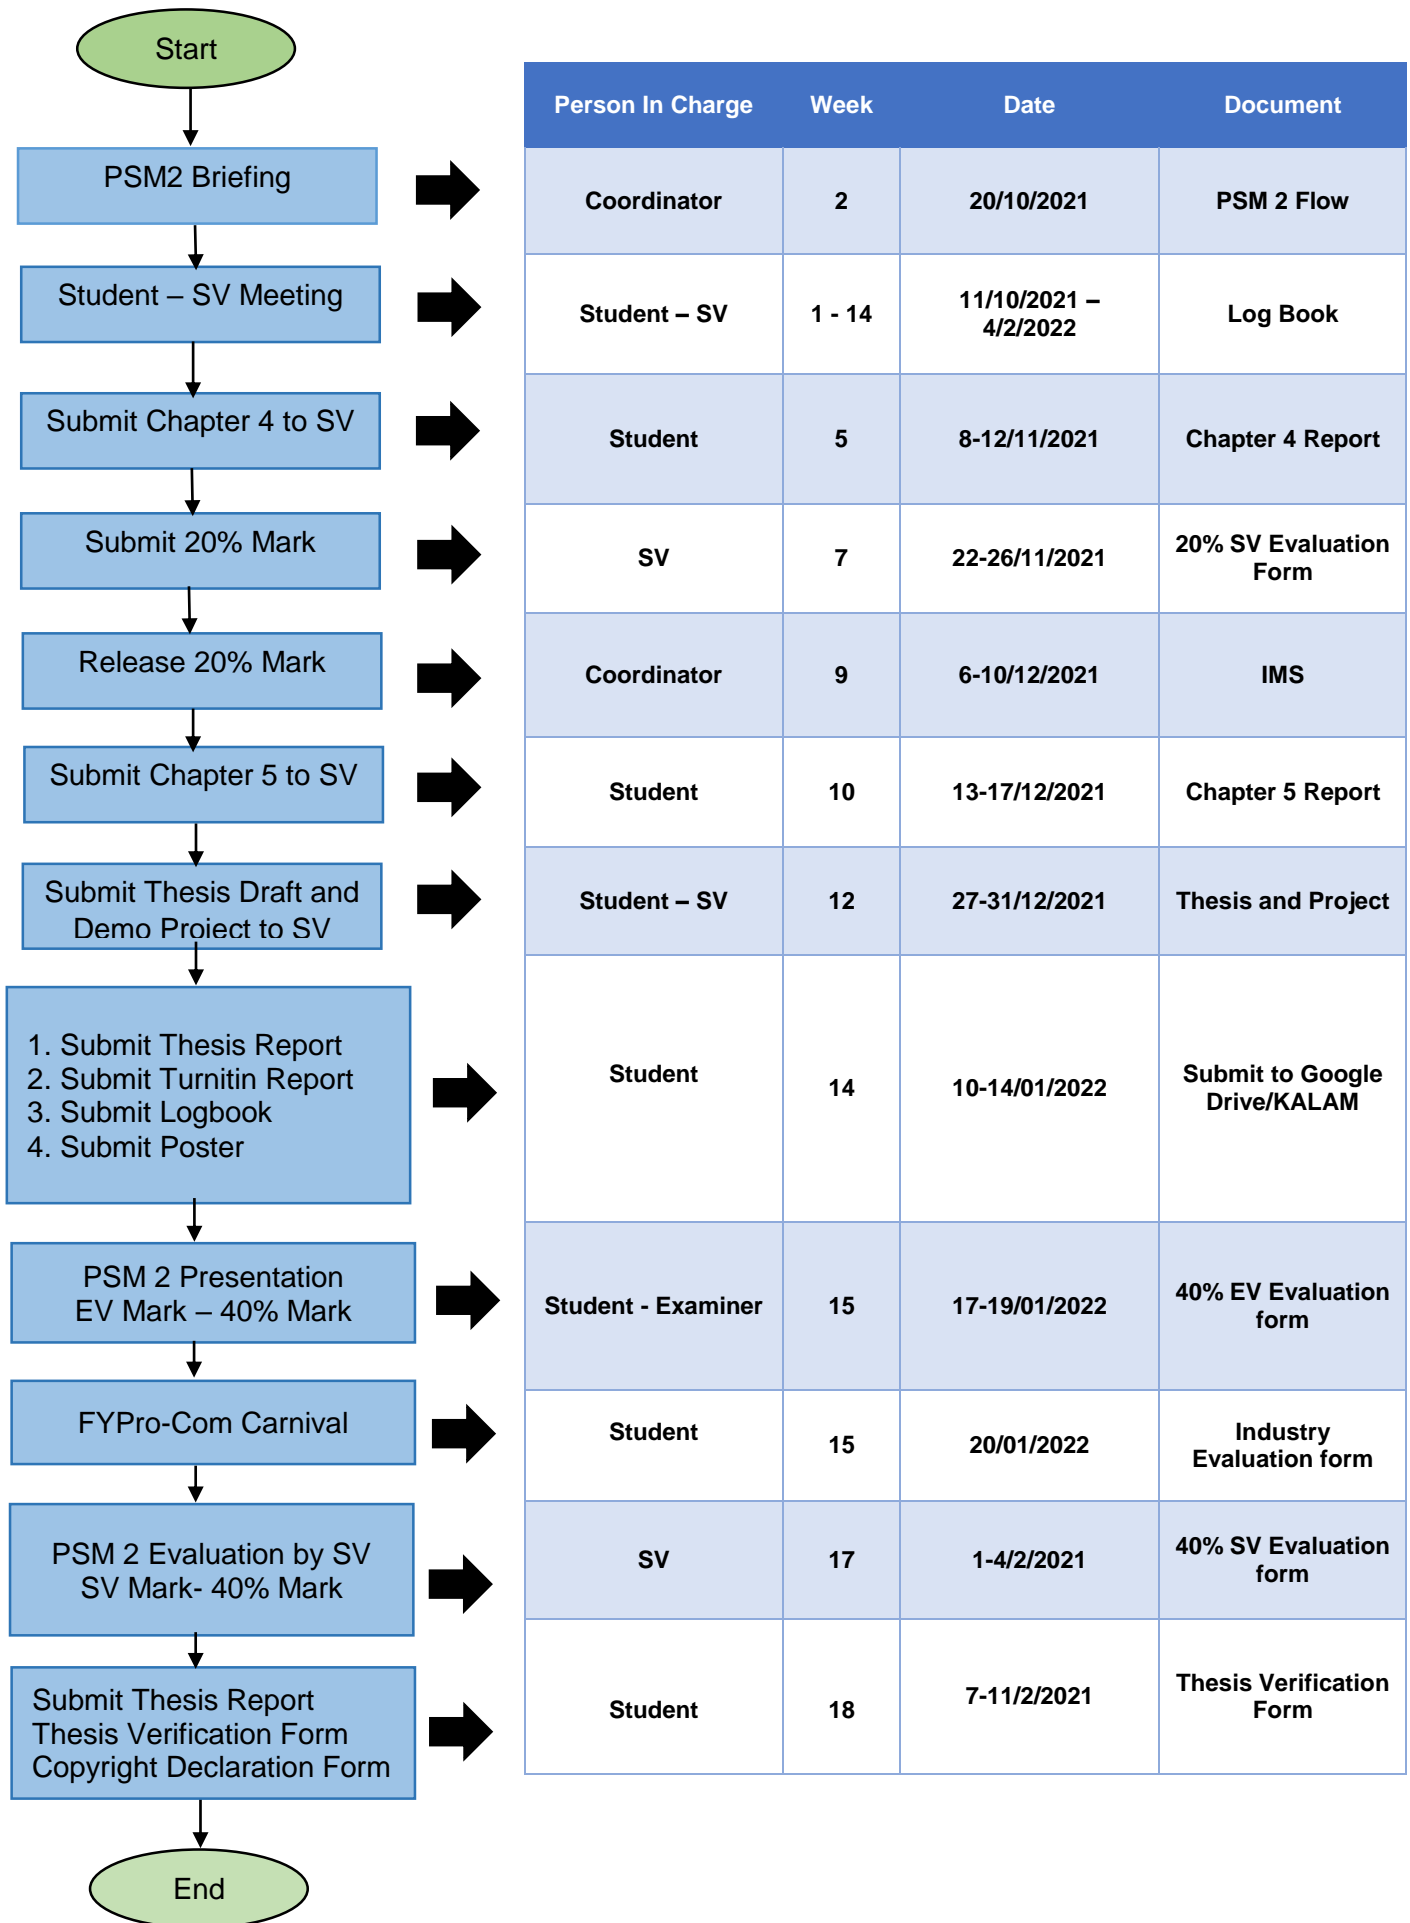 Start
Person In Charge Week Date Document
PSM2 Briefing
Coordinator 2 20/10/2021 PSM 2 Flow
Student – SV Meeting
Student – SV 1 - 14 11/10/2021 –
4/2/2022
Log Book
Submit Chapter 4 to SV
Student 5 8-12/11/2021 Chapter 4 Report
Submit 20% Mark
SV 7 22-26/11/2021 20% SV Evaluation
Form
Release 20% Mark
Coordinator 9 6-10/12/2021 IMS
Submit Chapter 5 to SV
Student 10 13-17/12/2021 Chapter 5 Report
Submit Thesis Draft and
Demo Project to SV
Student – SV 12 27-31/12/2021 Thesis and Project
1. Submit Thesis Report
2. Submit Turnitin Report
3. Submit Logbook
4. Submit Poster
Student 14 10-14/01/2022 Submit to Google
Drive/KALAM
PSM 2 Presentation
EV Mark – 40% Mark
Student - Examiner 15 17-19/01/2022 40% EV Evaluation
form
FYPro-Com Carnival
Student 15 20/01/2022 Industry
Evaluation form
PSM 2 Evaluation by SV
SV Mark- 40% Mark
SV 17 1-4/2/2021 40% SV Evaluation
form
Submit Thesis Report
Thesis Verification Form
Copyright Declaration Form
Student 18 7-11/2/2021 Thesis Verification
Form
End